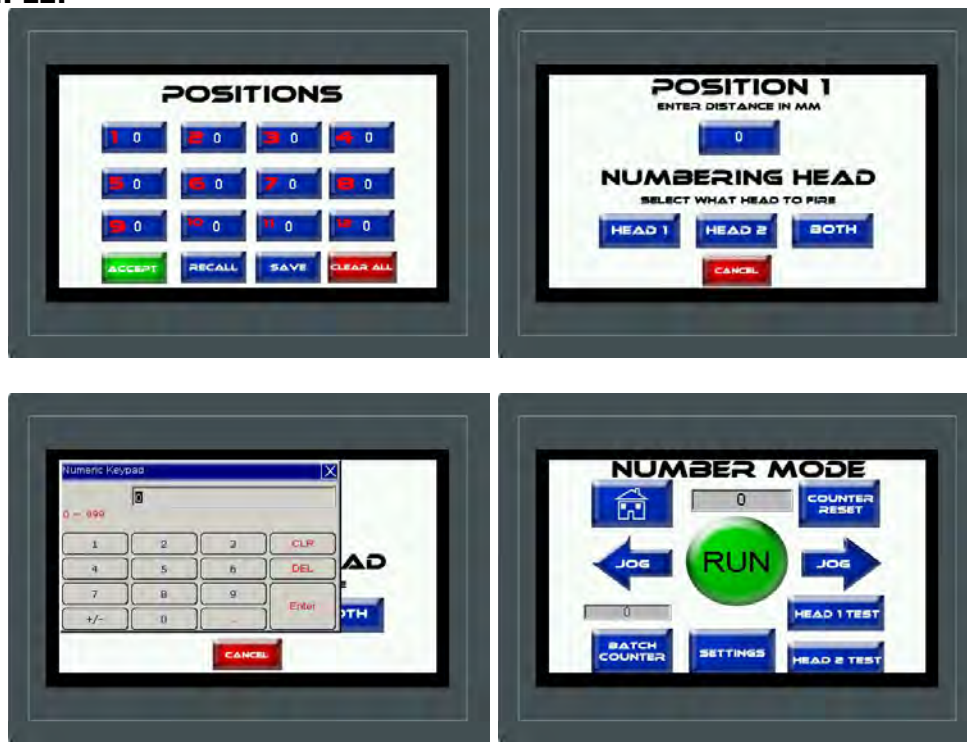 POSITIONS
1 0 2 0 3 0 4 0
5 0 6 0 7 0 8 0
9 0 10 0 11 0 12 0
ACCEPT RECALL SAVE CLEAR ALL
POSITION 1
ENTER DISTANCE IN MM
0
NUMBERING HEAD
SELECT WHAT HEAD TO FIRE
HEAD 1 HEAD 2 BOTH
CANCEL
Numeric Keypad X
0
0 ~ 999
1 2 3 CLR
4 5 6 DEL
7 8 9 Enter
+/- 0 .
AD
OTH
CANCEL
NUMBER MODE
0 COUNTER RESET
JOG RUN JOG
0
HEAD 1 TEST
BATCH COUNTER SETTINGS
HEAD 2 TEST